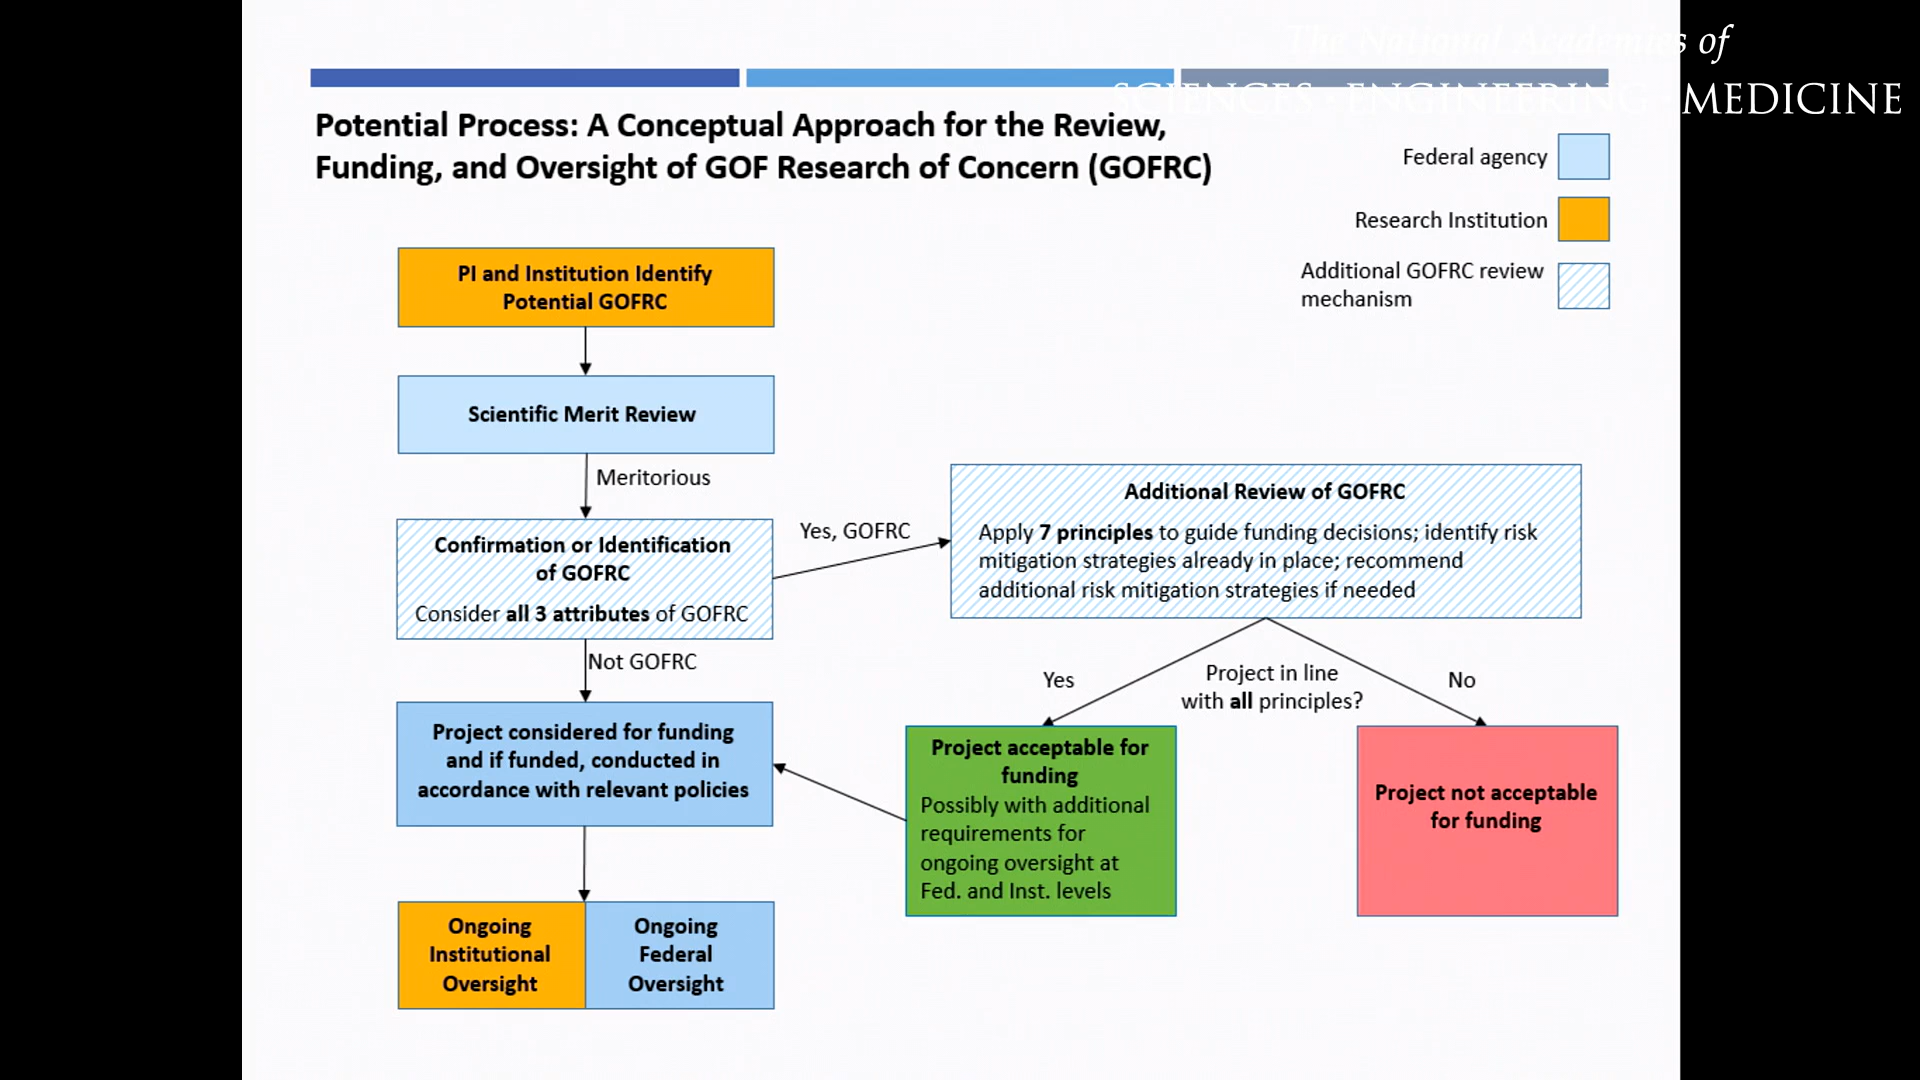 The National Academies of
SCIENCES · ENGINEERING · MEDICINE
Potential Process: A Conceptual Approach for the Review,
Funding, and Oversight of GOF Research of Concern (GOFRC)
Federal agency
Research Institution
Additional GOFRC review
mechanism
PI and Institution Identify
Potential GOFRC
Scientific Merit Review
Meritorious
Confirmation or Identification
of GOFRC
Consider all 3 attributes of GOFRC
Yes, GOFRC
Additional Review of GOFRC
Apply 7 principles to guide funding decisions; identify risk
mitigation strategies already in place; recommend
additional risk mitigation strategies if needed
Not GOFRC
Yes
Project in line
with all principles?
No
Project considered for funding
and if funded, conducted in
accordance with relevant policies
Project acceptable for
funding
Possibly with additional
requirements for
ongoing oversight at
Fed. and Inst. levels
Project not acceptable
for funding
Ongoing
Institutional
Oversight
Ongoing
Federal
Oversight